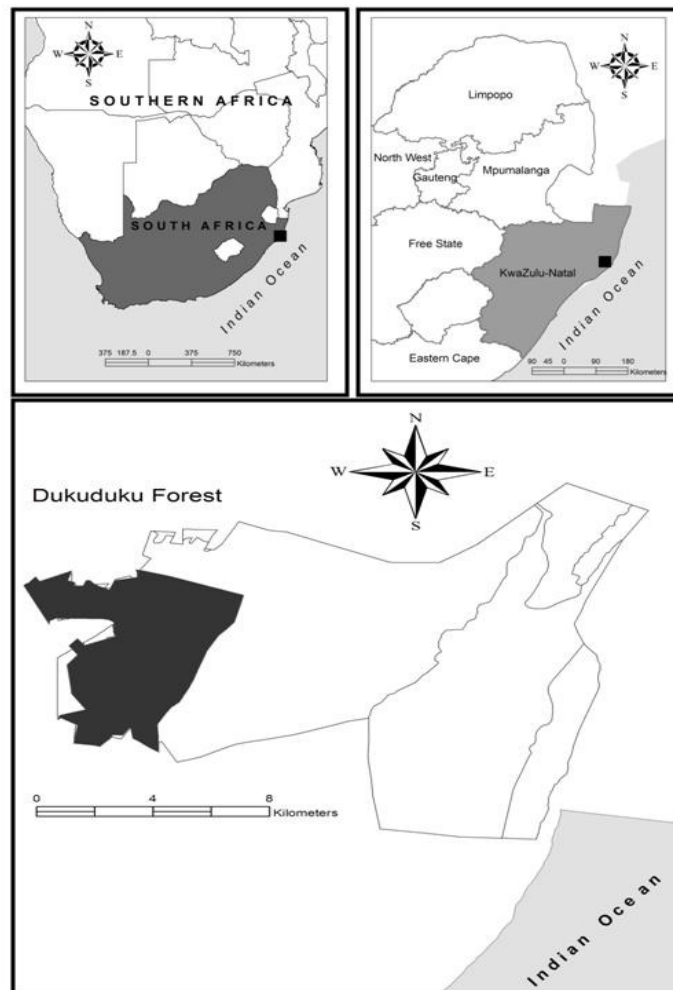 N
W E
S
SOUTHERN AFRICA
SOUTH AFRICA
Indian Ocean
375 187.5 0 375 750
Kilometers
N
W E
S
Limpopo
North West
Gauteng
Mpumalanga
Free State
KwaZulu-Natal
Indian Ocean
Eastern Cape
90 45 0 90 180
Kilometers
N
W E
S
Dukuduku Forest
0 4 8
Kilometers
Indian Ocean